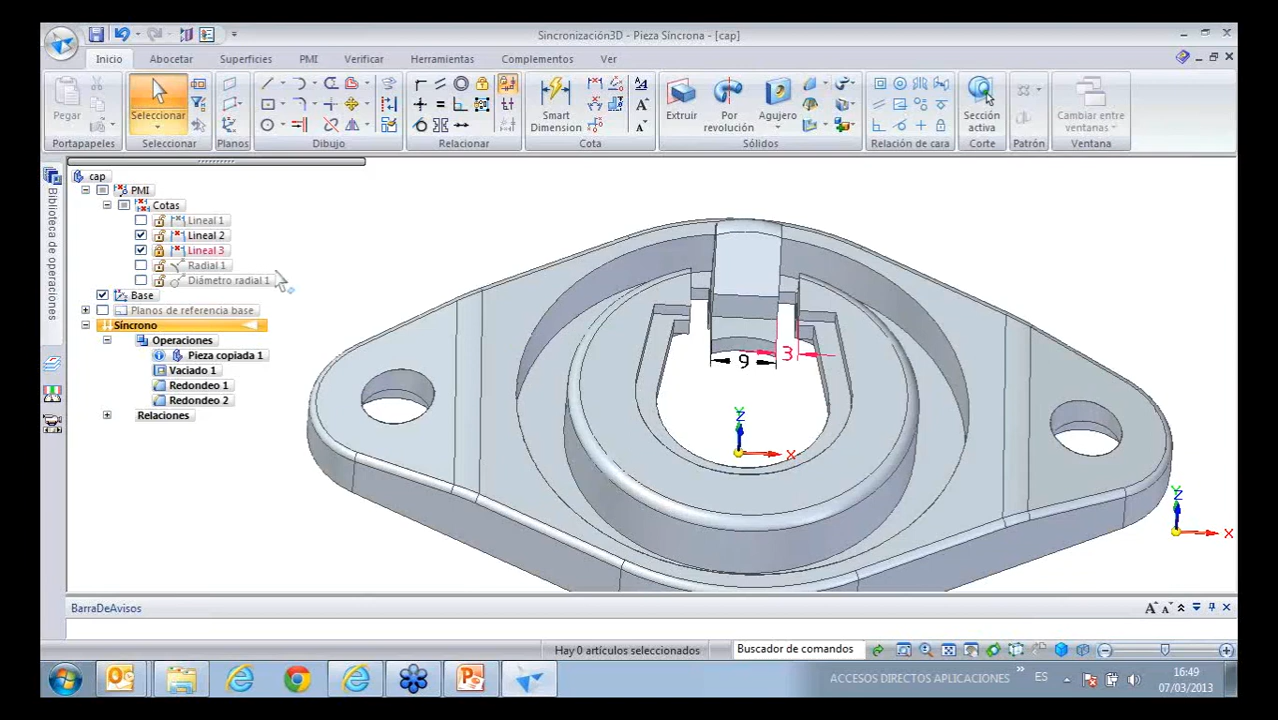 Sincronización3D - Pieza Síncrona - [cap]
Inicio Abocetar Superficies PMI Verificar Herramientas Complementos Ver
Pegar
Seleccionar
Smart Dimension
Extruir
Por revolución
Agujero
Sección activa
Cambiar entre ventanas
Portapapeles Seleccionar Planos Dibujo Relacionar Cota Sólidos Relación de cara Corte Patrón Ventana
Biblioteca de operaciones
cap
PMI
Cotas
Lineal 1
Lineal 2
Lineal 3
Radial 1
Diámetro radial 1
Base
Planos de referencia base
Síncrono
Operaciones
Pieza copiada 1
Vaciado 1
Redondeo 1
Redondeo 2
Relaciones
3
9
Z
Y
X
Y
Z
X
BarraDeAvisos
Hay 0 artículos seleccionados
Buscador de comandos
ACCESOS DIRECTOS APLICACIONES
ES
16:49
07/03/2013